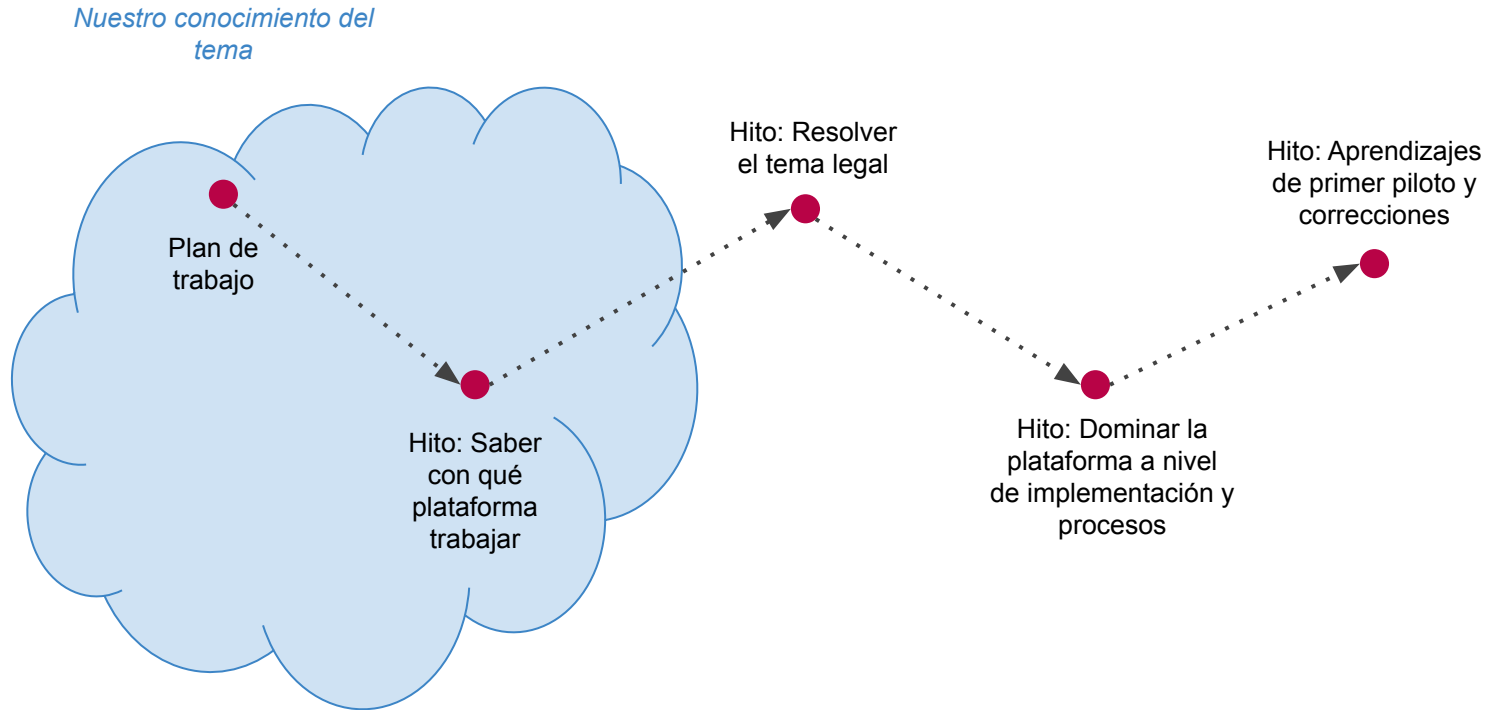 Nuestro conocimiento del
tema
Plan de
trabajo
Hito: Saber
con qué
plataforma
trabajar
Hito: Resolver
el tema legal
Hito: Dominar la
plataforma a nivel
de implementación y
procesos
Hito: Aprendizajes
de primer piloto y
correcciones